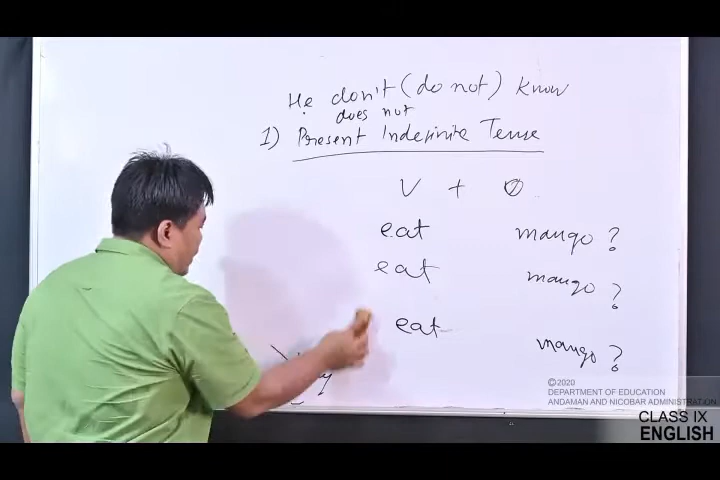 He don't (do not) know
does not
1) Present Indefinite Tense
V + O
eat mango ?
eat mango ?
eat mango ?
©2020
DEPARTMENT OF EDUCATION
ANDAMAN AND NICOBAR ADMINISTRATION
CLASS IX
ENGLISH